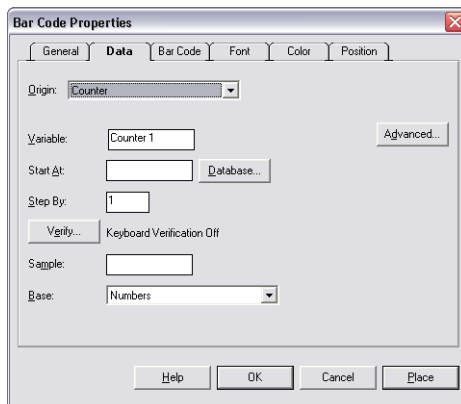 Bar Code Properties
General Data Bar Code Font Color Position
Origin: Counter
Variable: Counter 1 Advanced...
Start At: Database...
Step By: 1
Verify... Keyboard Verification Off
Sample:
Base: Numbers
Help OK Cancel Place